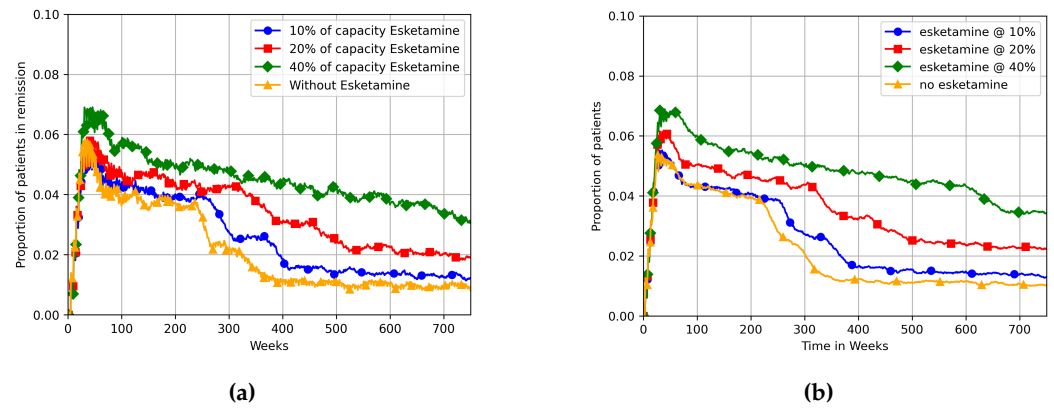 0.10
0.08
0.06
0.04
0.02
0.00
Proportion of patients in remission
10% of capacity Esketamine
20% of capacity Esketamine
40% of capacity Esketamine
Without Esketamine
0 100 200 300 400 500 600 700
Weeks
(a)
0.10
0.08
0.06
0.04
0.02
0.00
Proportion of patients
esketamine @ 10%
esketamine @ 20%
esketamine @ 40%
no esketamine
0 100 200 300 400 500 600 700
Time in Weeks
(b)